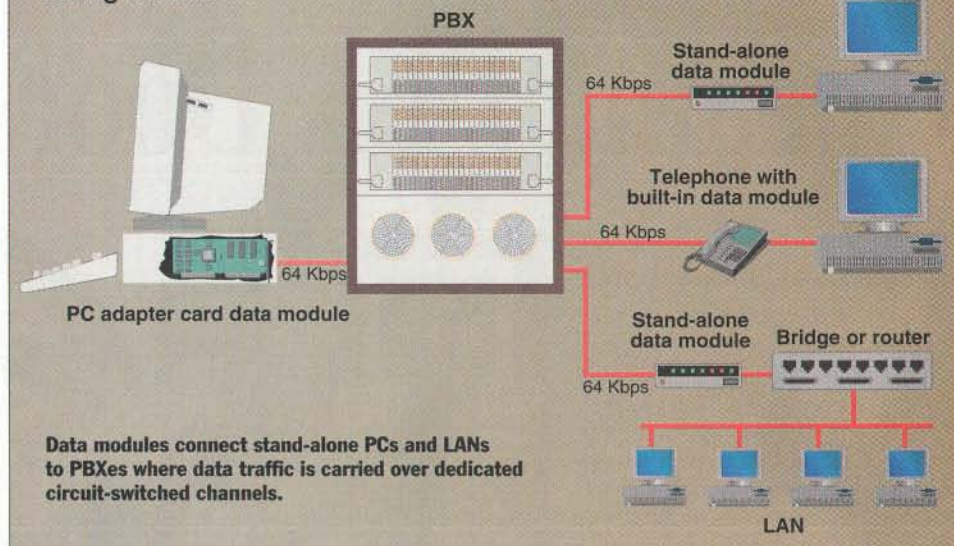 PBX
Stand-alone
data module
64 Kbps
Telephone with
built-in data module
64 Kbps
64 Kbps
PC adapter card data module
Stand-alone
data module
Bridge or router
64 Kbps
Data modules connect stand-alone PCs and LANs
to PBXes where data traffic is carried over dedicated
circuit-switched channels.
LAN